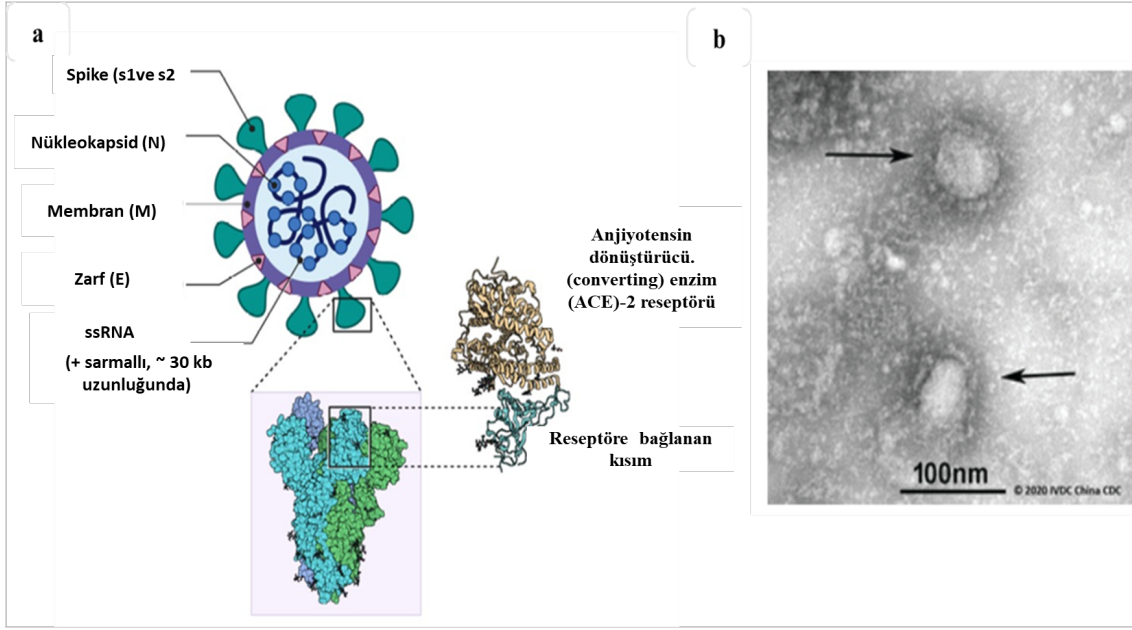 a
Spike (s1ve s2
Nükleokapsid (N)
Membran (M)
Zarf (E)
ssRNA
(+ sarmallı, ~ 30 kb
uzunluğunda)
Anjiyotensin
dönüştürücü.
(converting) enzim
(ACE)-2 reseptörü
Reseptöre bağlanan
kısım
b
100nm
© 2020 IVDC China CDC